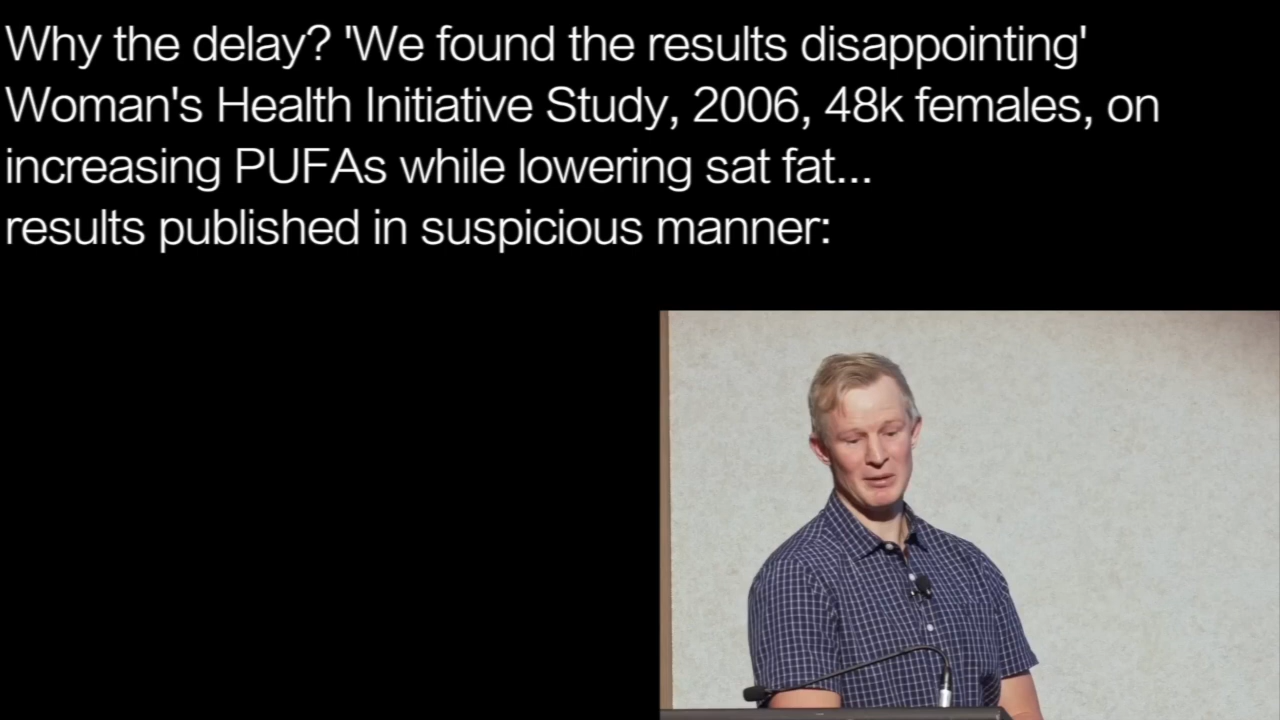 Why the delay? 'We found the results disappointing'
Woman's Health Initiative Study, 2006, 48k females, on
increasing PUFAs while lowering sat fat...
results published in suspicious manner: